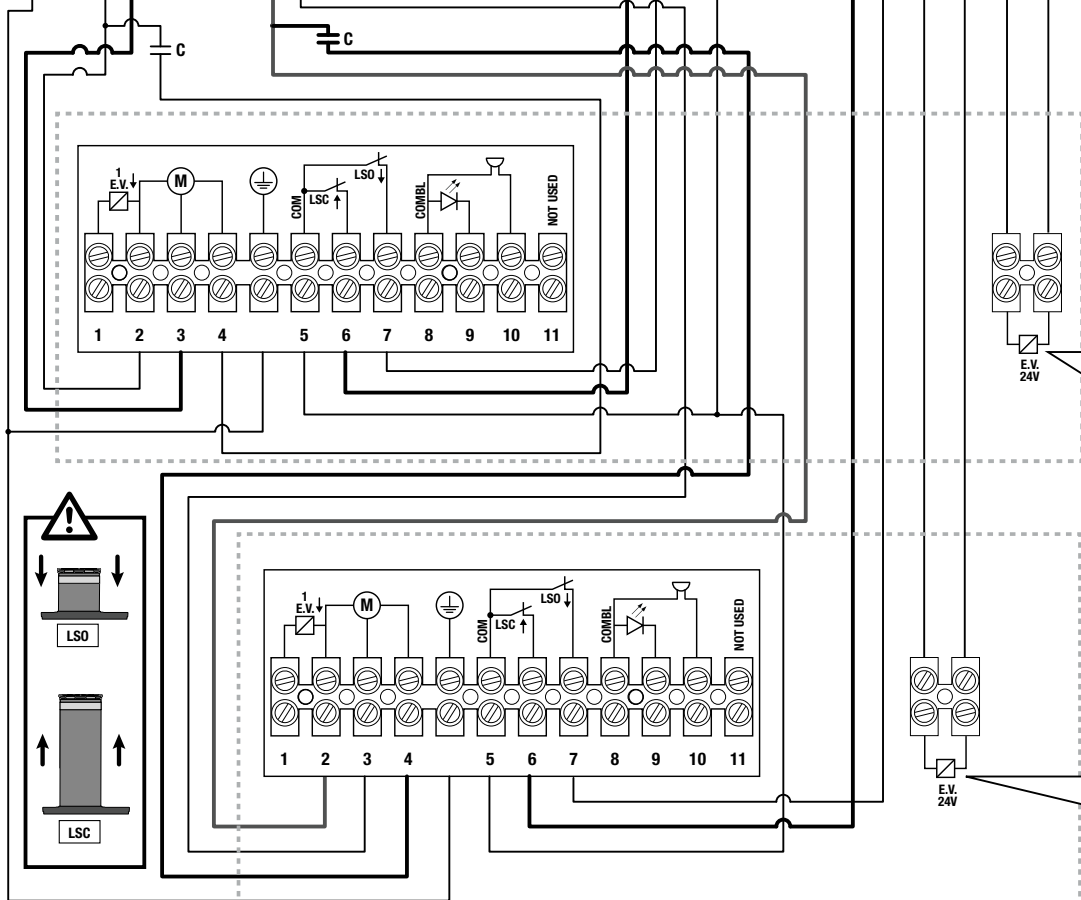 C
C
1
E.V.
M
COM
LSC
LSO
COMBL
NOT USED
1 2 3 4 5 6 7 8 9 10 11
E.V.
24V
!
LSO
LSC
1
E.V.
M
COM
LSC
LSO
COMBL
NOT USED
1 2 3 4 5 6 7 8 9 10 11
E.V.
24V